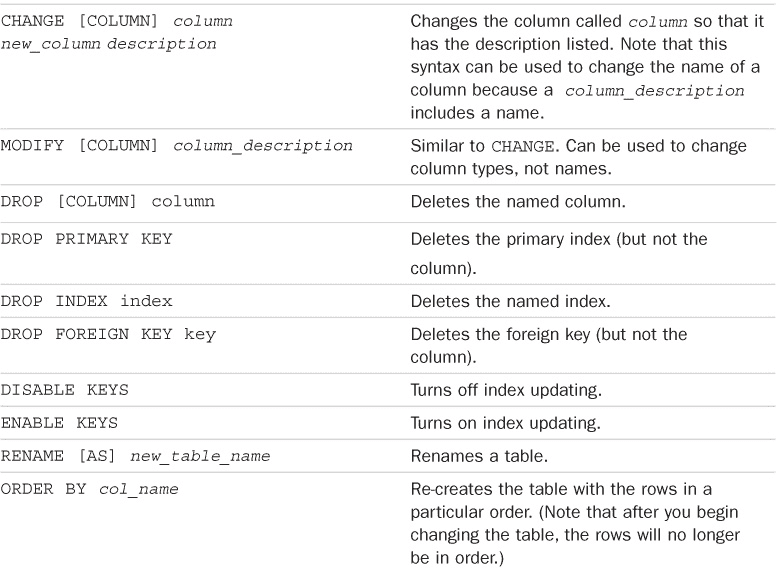 CHANGE [COLUMN] column
new_column description
Changes the column called column so that it
has the description listed. Note that this
syntax can be used to change the name of a
column because a column_description
includes a name.
MODIFY [COLUMN] column_description
Similar to CHANGE. Can be used to change
column types, not names.
DROP [COLUMN] column
Deletes the named column.
DROP PRIMARY KEY
Deletes the primary index (but not the
column).
DROP INDEX index
Deletes the named index.
DROP FOREIGN KEY key
Deletes the foreign key (but not the
column).
DISABLE KEYS
Turns off index updating.
ENABLE KEYS
Turns on index updating.
RENAME [AS] new_table_name
Renames a table.
ORDER BY col_name
Re-creates the table with the rows in a
particular order. (Note that after you begin
changing the table, the rows will no longer
be in order.)